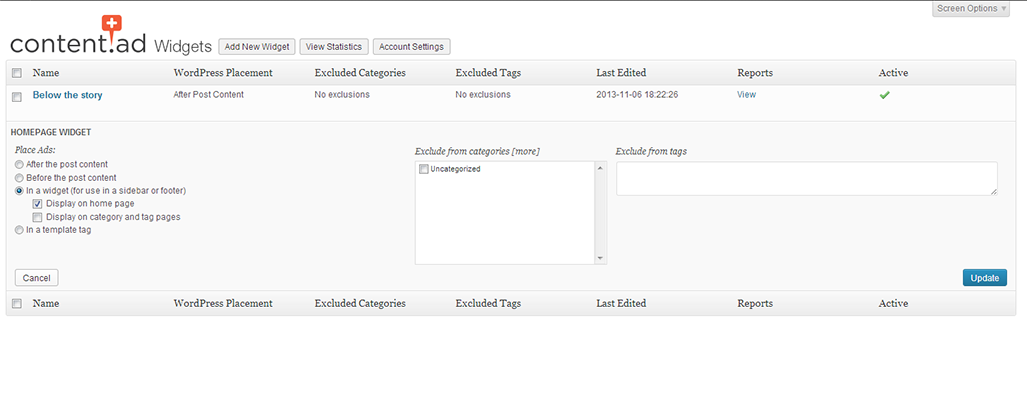 Screen Options
content.ad Widgets Add New Widget View Statistics Account Settings
Name WordPress Placement Excluded Categories Excluded Tags Last Edited Reports Active
Below the story After Post Content No exclusions No exclusions 2013-11-06 18:22:26 View
HOMEPAGE WIDGET
Place Ads:
After the post content
Before the post content
In a widget (for use in a sidebar or footer)
Display on home page
Display on category and tag pages
In a template tag
Exclude from categories [more]
Uncategorized
Exclude from tags
Cancel Update
Name WordPress Placement Excluded Categories Excluded Tags Last Edited Reports Active